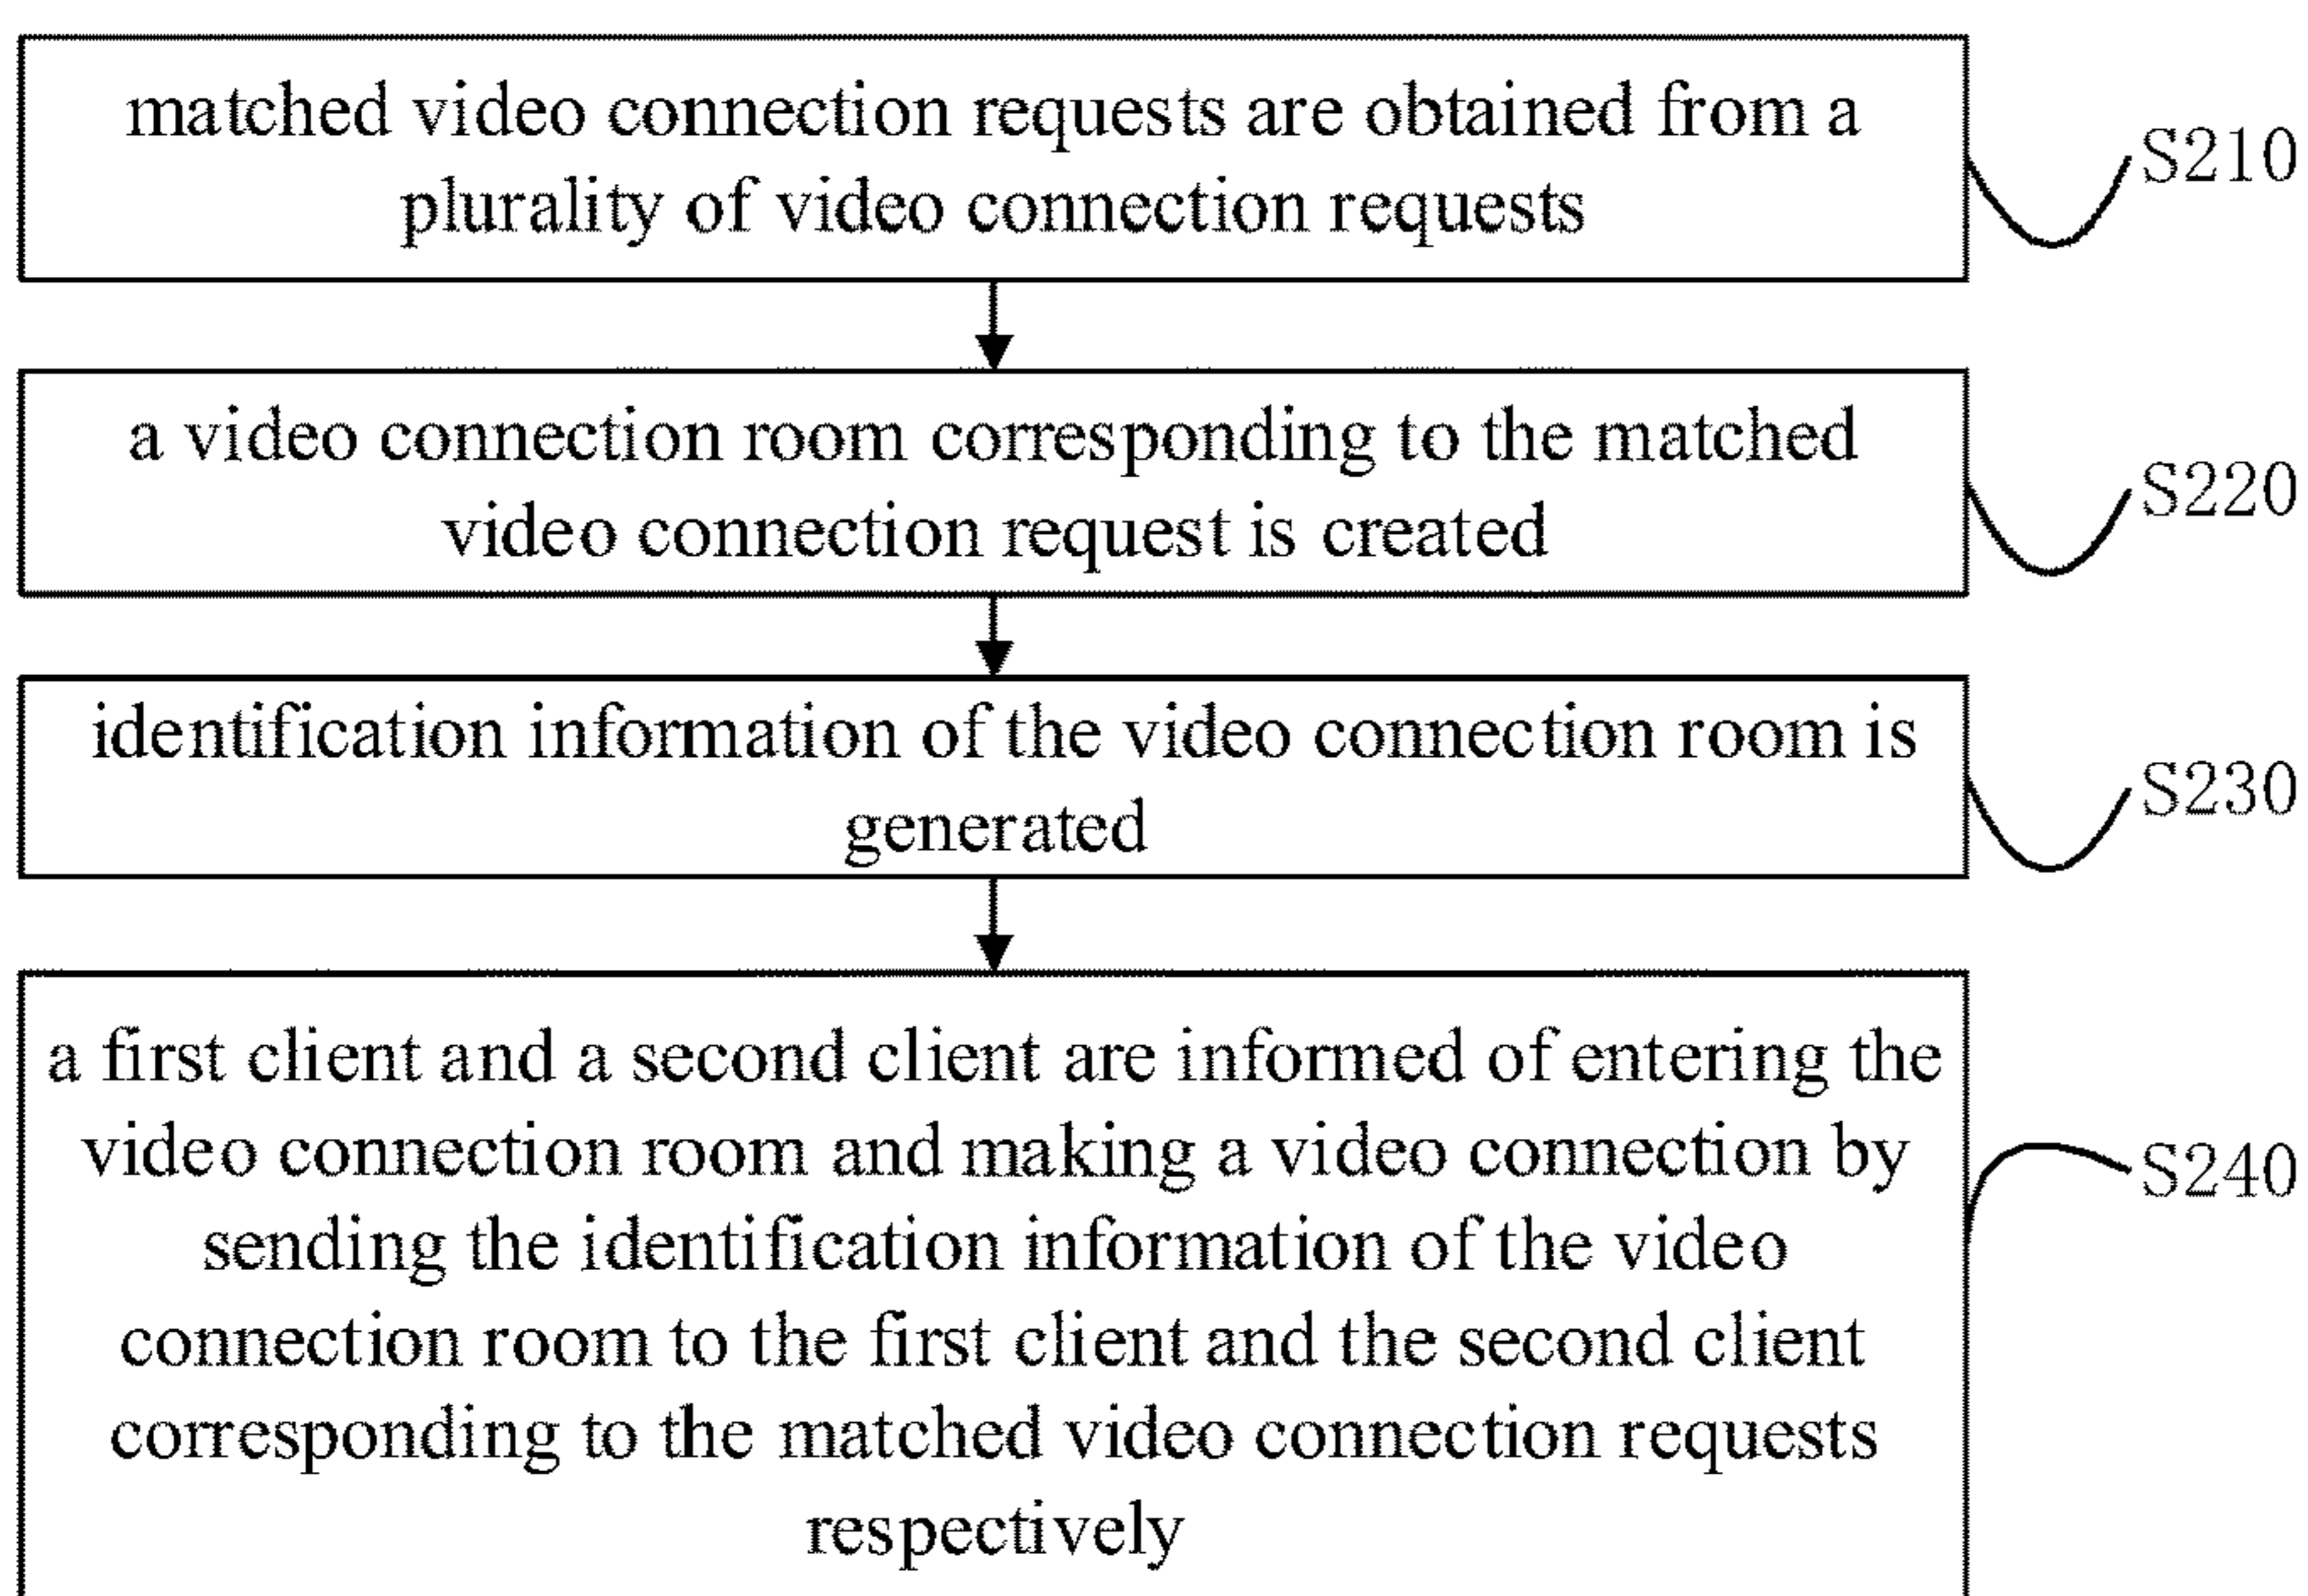 matched video connection requests are obtained from a
plurality of video connection requests
S210
a video connection room corresponding to the matched
video connection request is created
S220
identification information of the video connection room is
generated
S230
a first client and a second client are informed of entering the
video connection room and making a video connection by
sending the identification information of the video
connection room to the first client and the second client
corresponding to the matched video connection requests
respectively
S240